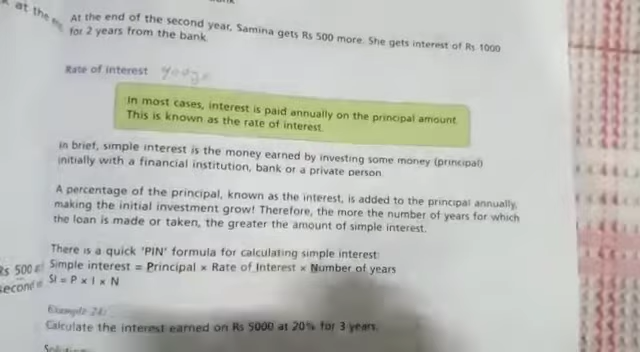 at the
At the end of the second year, Samina gets Rs 500 more. She gets interest of Rs 1000
for 2 years from the bank.
Rate of interest
In most cases, interest is paid annually on the principal amount.
This is known as the rate of interest.
In brief, simple interest is the money earned by investing some money (principal)
initially with a financial institution, bank or a private person.
A percentage of the principal, known as the interest, is added to the principal annually,
making the initial investment grow! Therefore, the more the number of years for which
the loan is made or taken, the greater the amount of simple interest.
There is a quick 'PIN' formula for calculating simple interest:
Rs 500
Simple interest = Principal x Rate of Interest x Number of years
second
SI = P x I x N
Example 24:
Calculate the interest earned on Rs 5000 at 20% for 3 years.